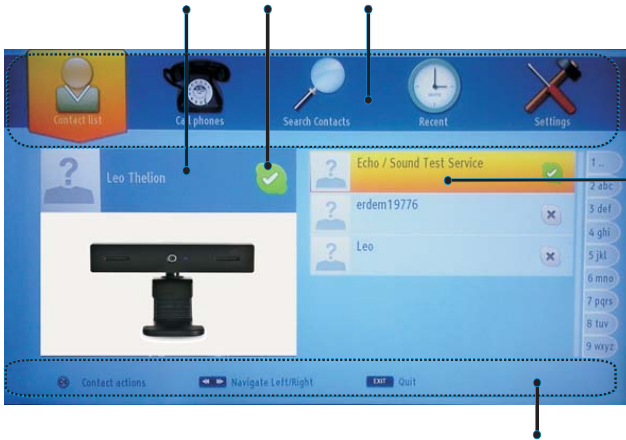 Contact list
Call phones
Search Contacts
Recent
Settings
Leo Thelion
Echo / Sound Test Service
erdem19776
Leo
1 ..
2 abc
3 def
4 ghi
5 jkl
6 mno
7 pqrs
8 tuv
9 wxyz
OK Contact actions
Navigate Left/Right
EXIT Quit